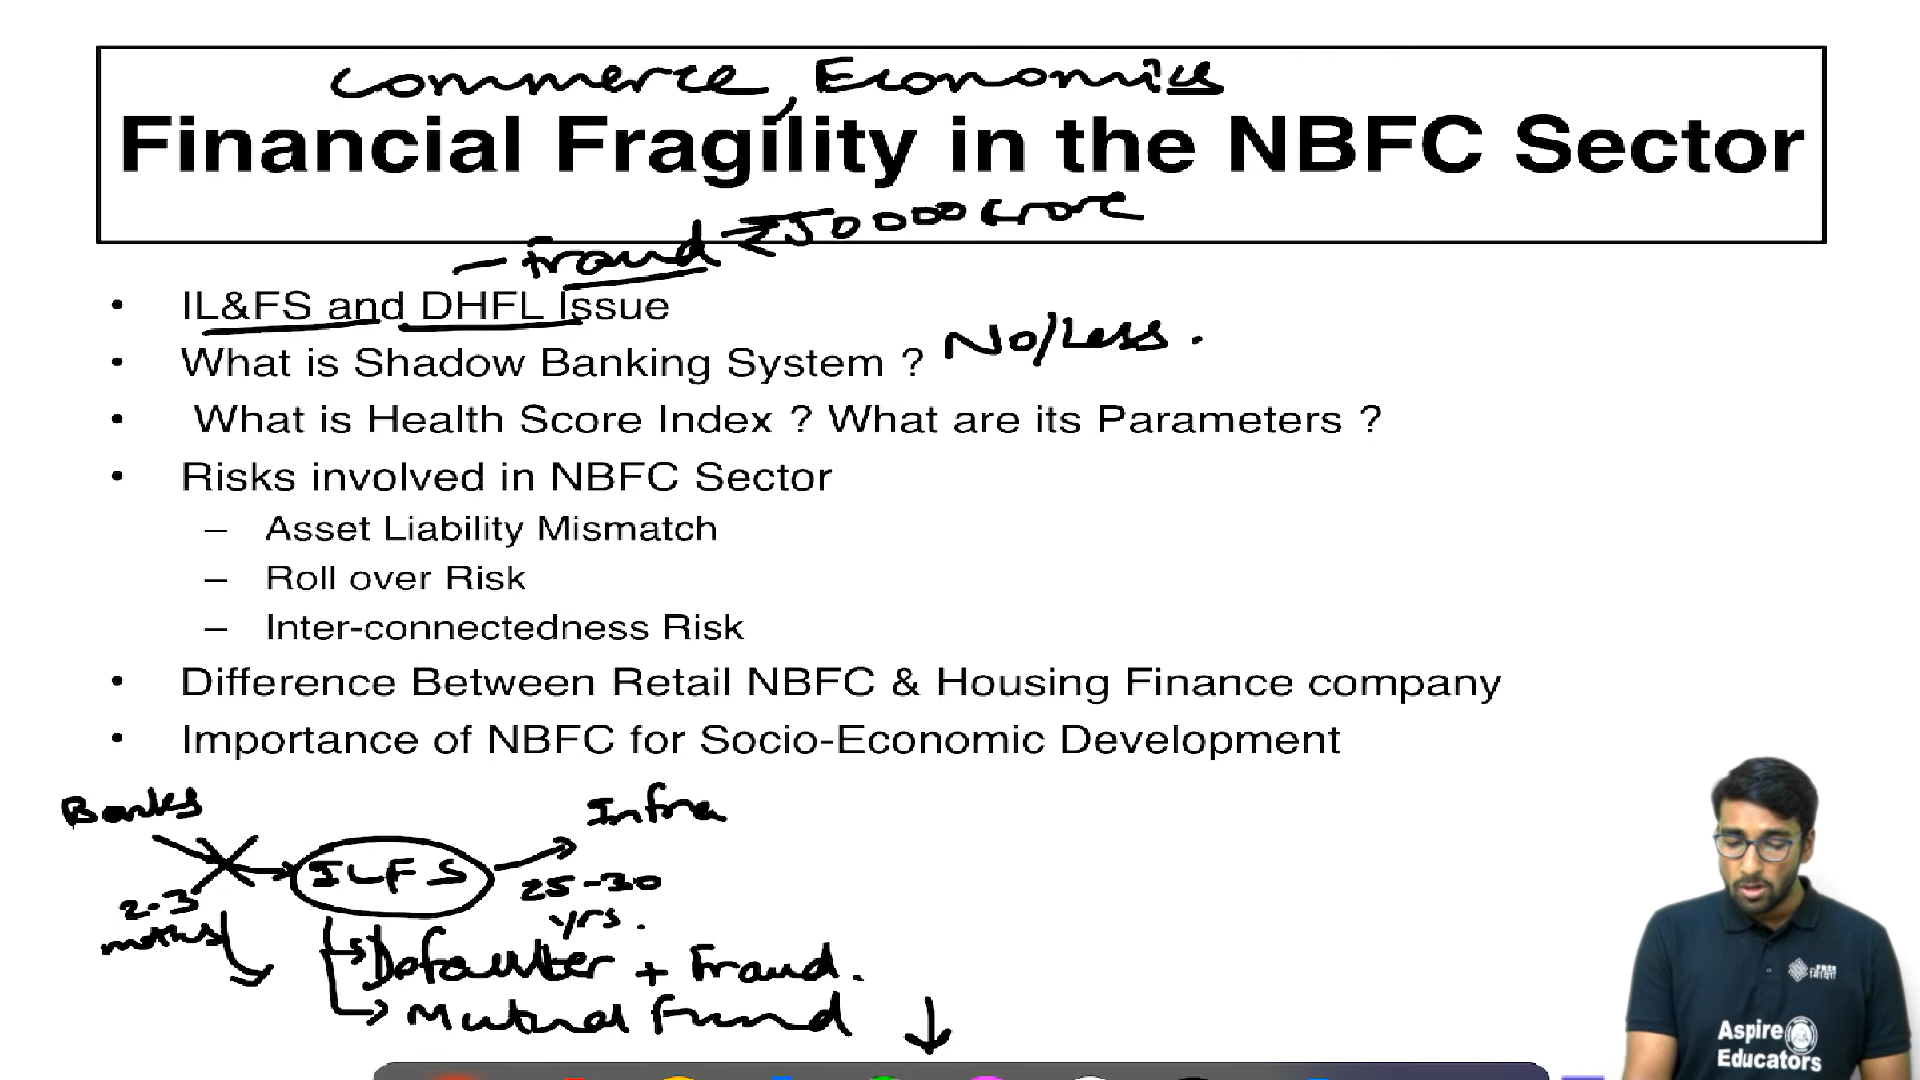 Commerce, Economics
Financial Fragility in the NBFC Sector
– Fraud ₹50000 crore
• IL&FS and DHFL Issue
• What is Shadow Banking System ? No/Less.
• What is Health Score Index ? What are its Parameters ?
• Risks involved in NBFC Sector
– Asset Liability Mismatch
– Roll over Risk
– Inter-connectedness Risk
• Difference Between Retail NBFC & Housing Finance company
• Importance of NBFC for Socio-Economic Development
Banks
Infra
ILFS
25-30
yrs.
2-3
Defaulter + Fraud.
Mutual Fund
Aspire
Educators